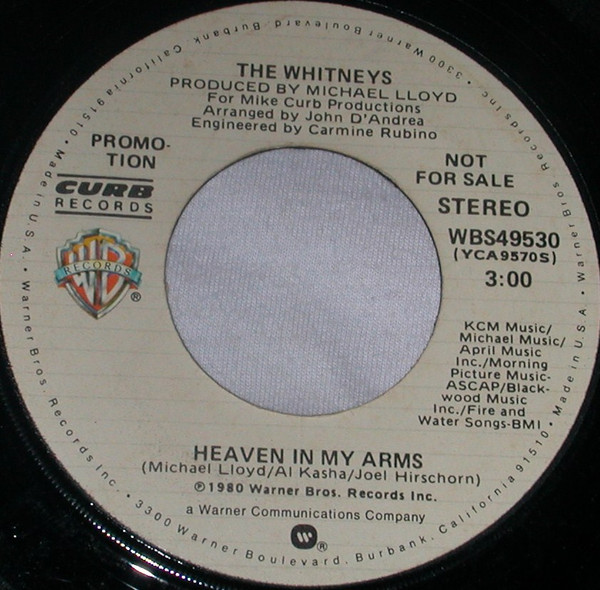 THE WHITNEYS
PRODUCED BY MICHAEL LLOYD
For Mike Curb Productions
Arranged by John D'Andrea
Engineered by Carmine Rubino
PROMO-
TION
CURB
RECORDS
WB
RECORDS
®
NOT
FOR SALE
STEREO
WBS49530
(YCA9570S)
3:00
KCM Music/
Michael Music/
April Music
Inc./Morning
Picture Music-
ASCAP/Black-
wood Music
Inc./Fire and
Water Songs-BMI
HEAVEN IN MY ARMS
(Michael Lloyd/Al Kasha/Joel Hirschorn)
℗1980 Warner Bros. Records Inc.
a Warner Communications Company
®
Made in U.S.A. • Warner Bros. Records Inc. • 3300 Warner Boulevard, Burbank, California 91510 • Made in U.S.A. • Warner Bros. Records Inc. • 3300 Warner Boulevard, Burbank, California 91510 •